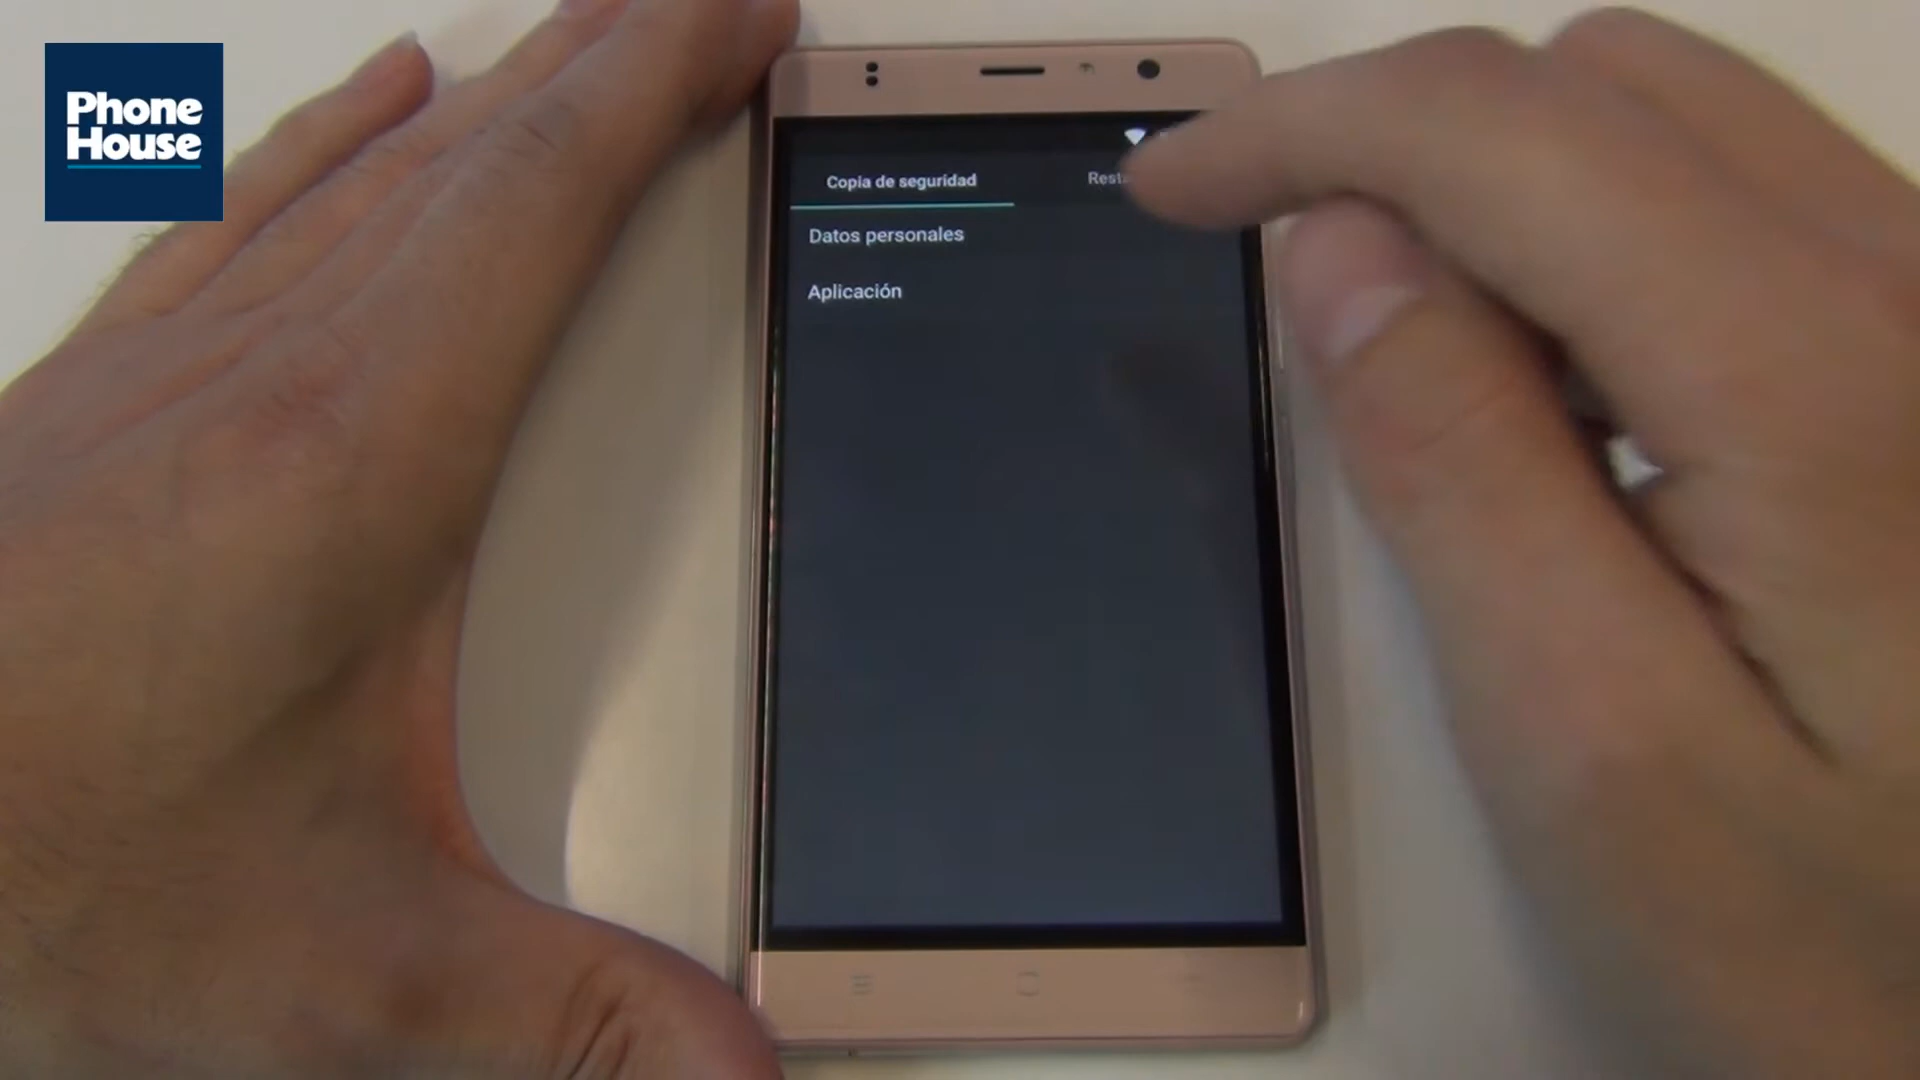 Phone
House
Copia de seguridad
Datos personales
Aplicación